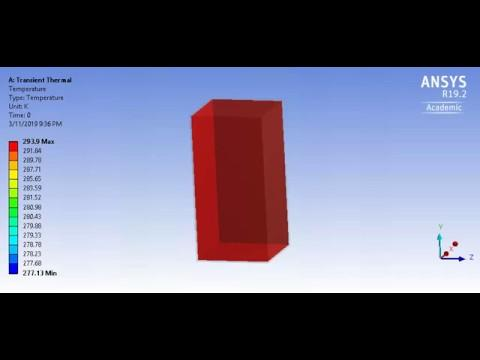 A: Transient Thermal
Temperature
Type: Temperature
Unit: K
Time: 0
3/11/2019 9:36 PM
293.9 Max
291.84
289.78
287.71
285.65
283.59
281.52
280.98
280.43
279.88
279.33
278.78
278.23
277.68
277.13 Min
ANSYS
R19.2
Academic
Y
X
Z